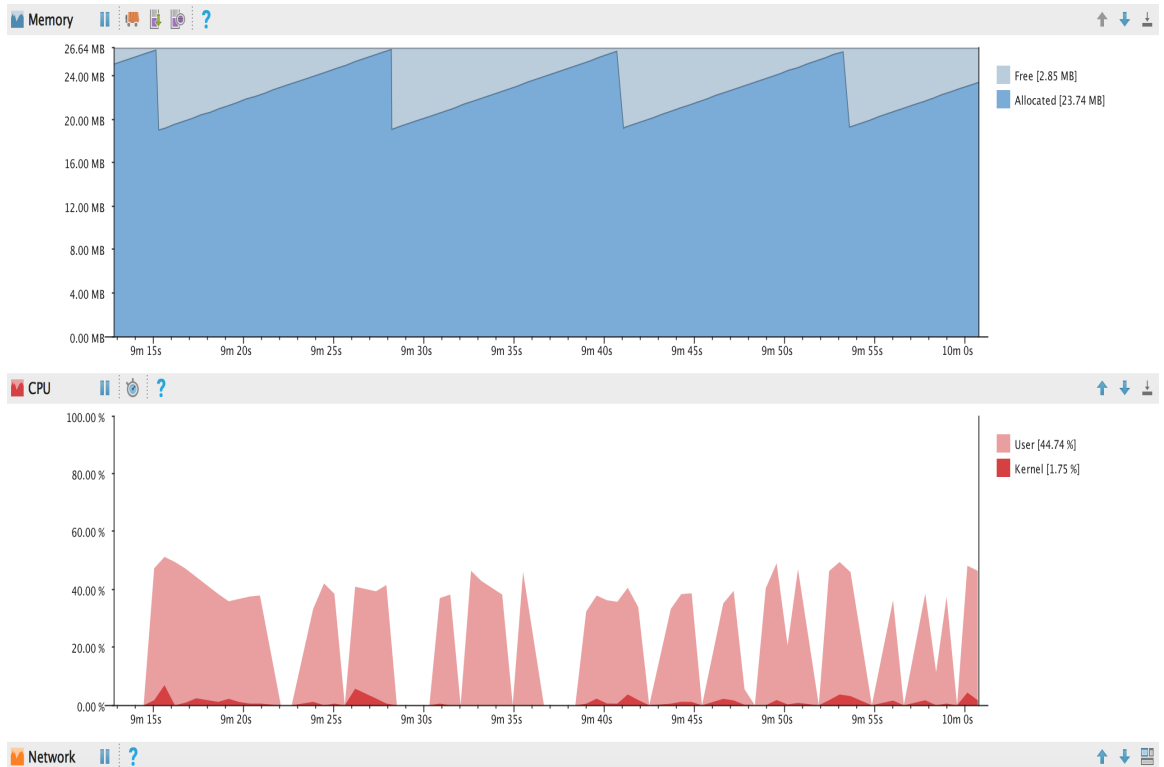 Memory ?
26.64 MB
24.00 MB
20.00 MB
16.00 MB
12.00 MB
8.00 MB
4.00 MB
0.00 MB
Free [2.85 MB]
Allocated [23.74 MB]
9m 15s 9m 20s 9m 25s 9m 30s 9m 35s 9m 40s 9m 45s 9m 50s 9m 55s 10m 0s
CPU ?
100.00 %
80.00 %
60.00 %
40.00 %
20.00 %
0.00 %
User [44.74 %]
Kernel [1.75 %]
9m 15s 9m 20s 9m 25s 9m 30s 9m 35s 9m 40s 9m 45s 9m 50s 9m 55s 10m 0s
Network ?